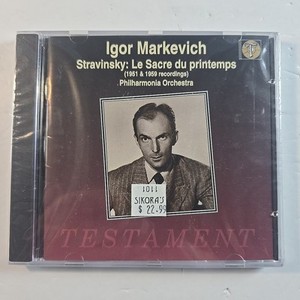 Igor Markevich
Stravinsky: Le Sacre du printemps
(1951 & 1959 recordings)
Philharmonia Orchestra
1011
SIKORA'S
$ 22.99
TESTAMENT